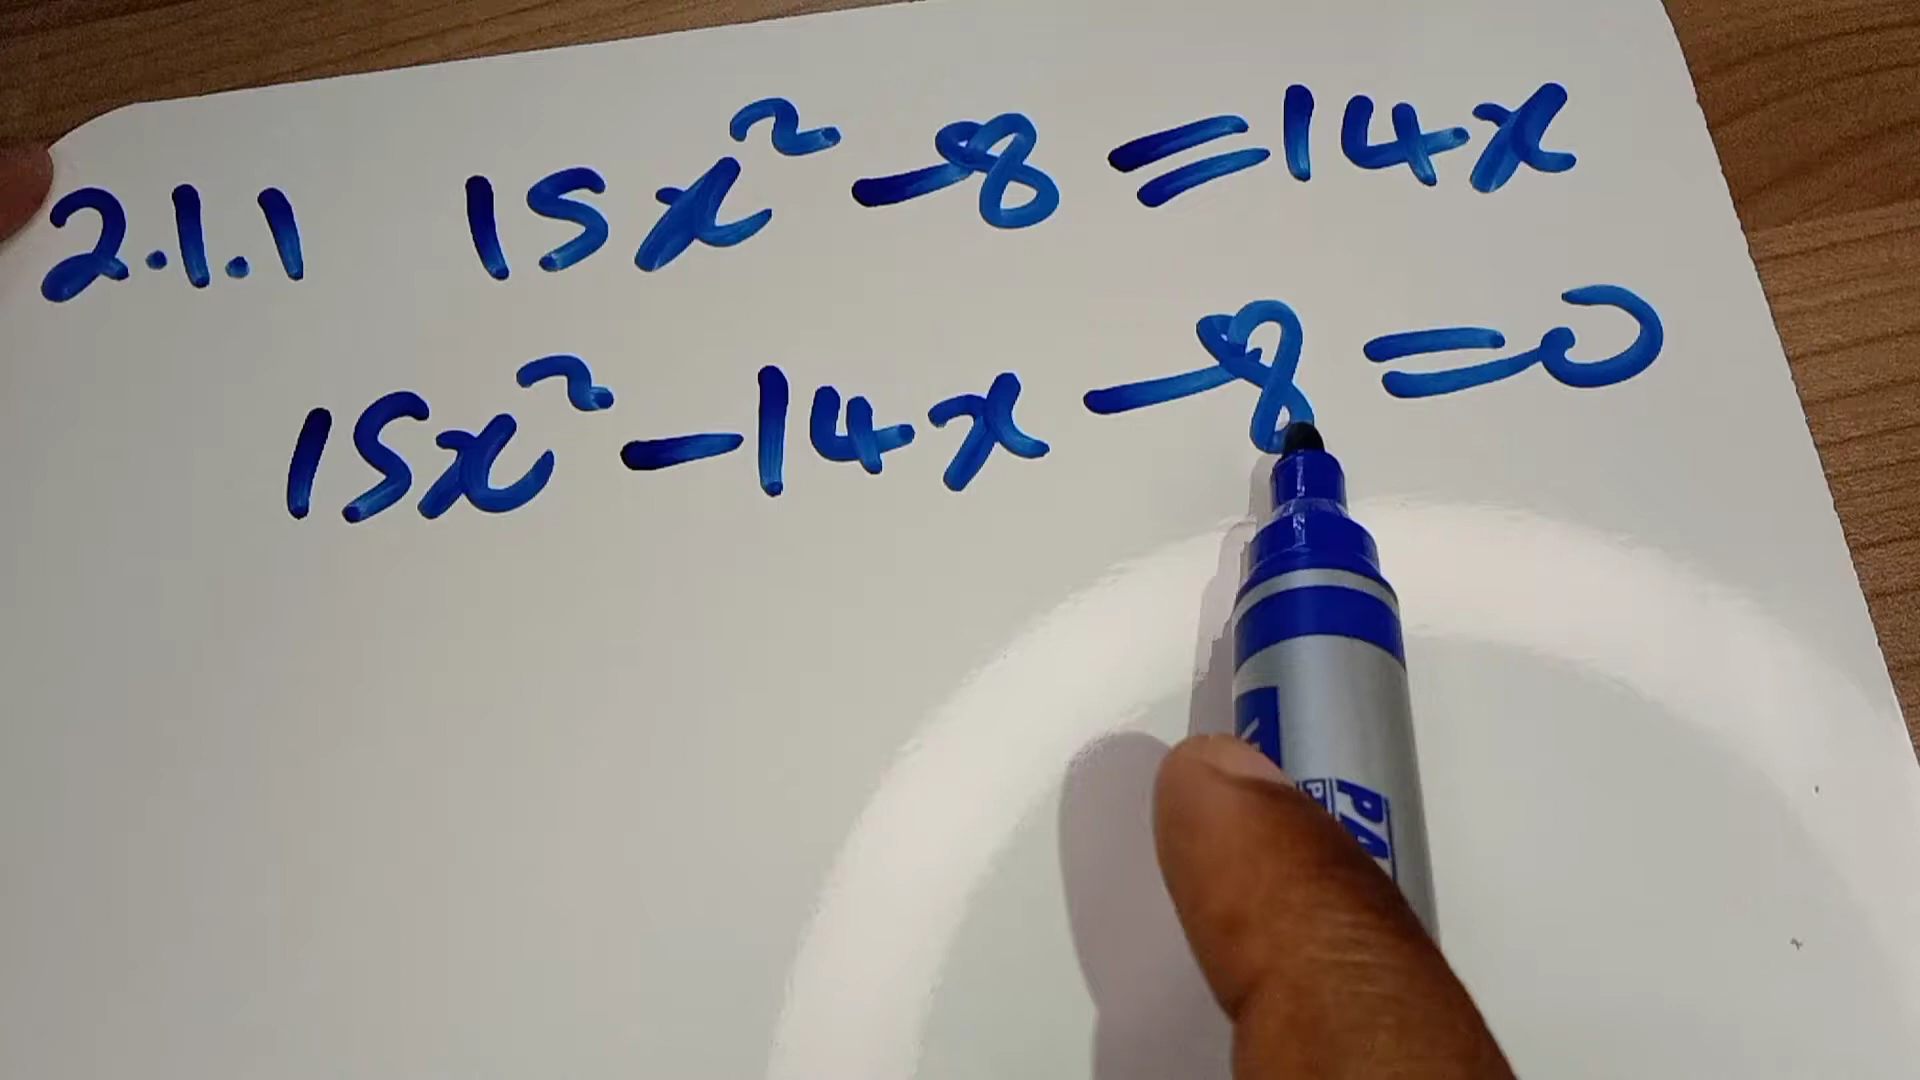 2.1.1 15x² - 8 = 14x
15x² - 14x - 8 = 0